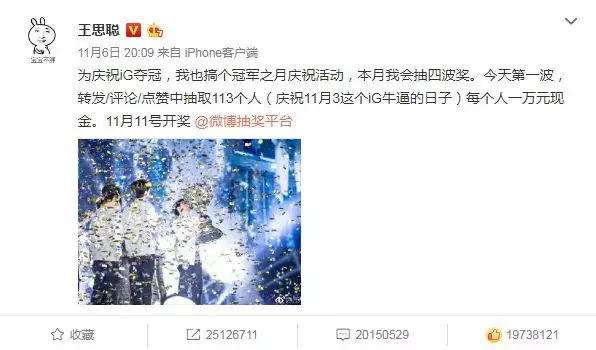 王思聪
11月6日 20:09 来自 iPhone客户端
为庆祝iG夺冠，我也搞个冠军之月庆祝活动，本月我会抽四波奖。今天第一波，
转发/评论/点赞中抽取113个人（庆祝11月3这个iG牛逼的日子）每个人一万元现
金。11月11号开奖 @微博抽奖平台
收藏
25126711
20150529
19738121